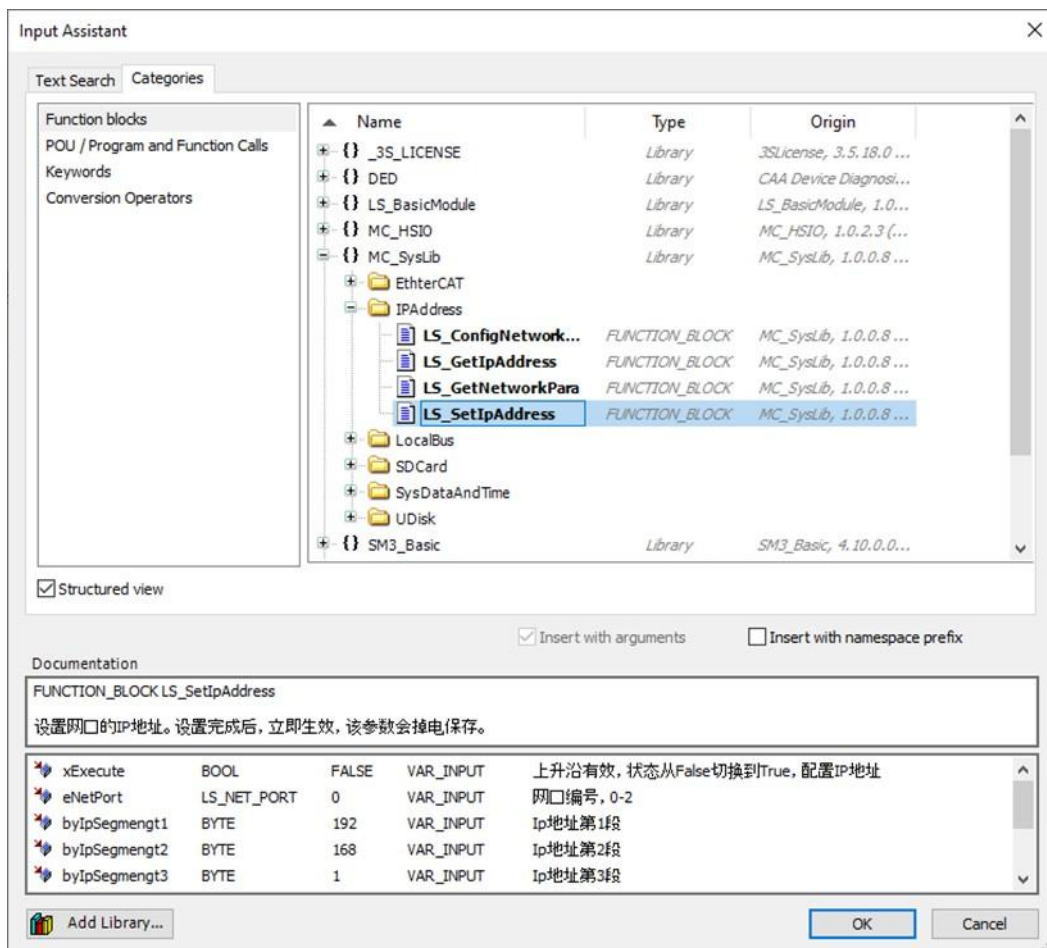 Input Assistant
Text Search Categories
Function blocks
POU / Program and Function Calls
Keywords
Conversion Operators
Name Type Origin
{} _3S_LICENSE Library 3SLicense, 3.5.18.0 ...
{} DED Library CAA Device Diagnosi...
{} LS_BasicModule Library LS_BasicModule, 1.0...
{} MC_HSIO Library MC_HSIO, 1.0.2.3 (...
{} MC_SysLib Library MC_SysLib, 1.0.0.8 ...
EthterCAT
IPAddress
LS_ConfigNetwork... FUNCTION_BLOCK MC_SysLib, 1.0.0.8 ...
LS_GetIpAddress FUNCTION_BLOCK MC_SysLib, 1.0.0.8 ...
LS_GetNetworkPara FUNCTION_BLOCK MC_SysLib, 1.0.0.8 ...
LS_SetIpAddress FUNCTION_BLOCK MC_SysLib, 1.0.0.8 ...
LocalBus
SDCard
SysDataAndTime
UDisk
{} SM3_Basic Library SM3_Basic, 4.10.0.0...
Structured view
Insert with arguments Insert with namespace prefix
Documentation
FUNCTION_BLOCK LS_SetIpAddress
设置网口的IP地址。设置完成后，立即生效，该参数会掉电保存。
xExecute BOOL FALSE VAR_INPUT 上升沿有效，状态从False切换到True，配置IP地址
eNetPort LS_NET_PORT 0 VAR_INPUT 网口编号，0-2
byIpSegmengt1 BYTE 192 VAR_INPUT Ip地址第1段
byIpSegmengt2 BYTE 168 VAR_INPUT Ip地址第2段
byIpSegmengt3 BYTE 1 VAR_INPUT Ip地址第3段
Add Library... OK Cancel